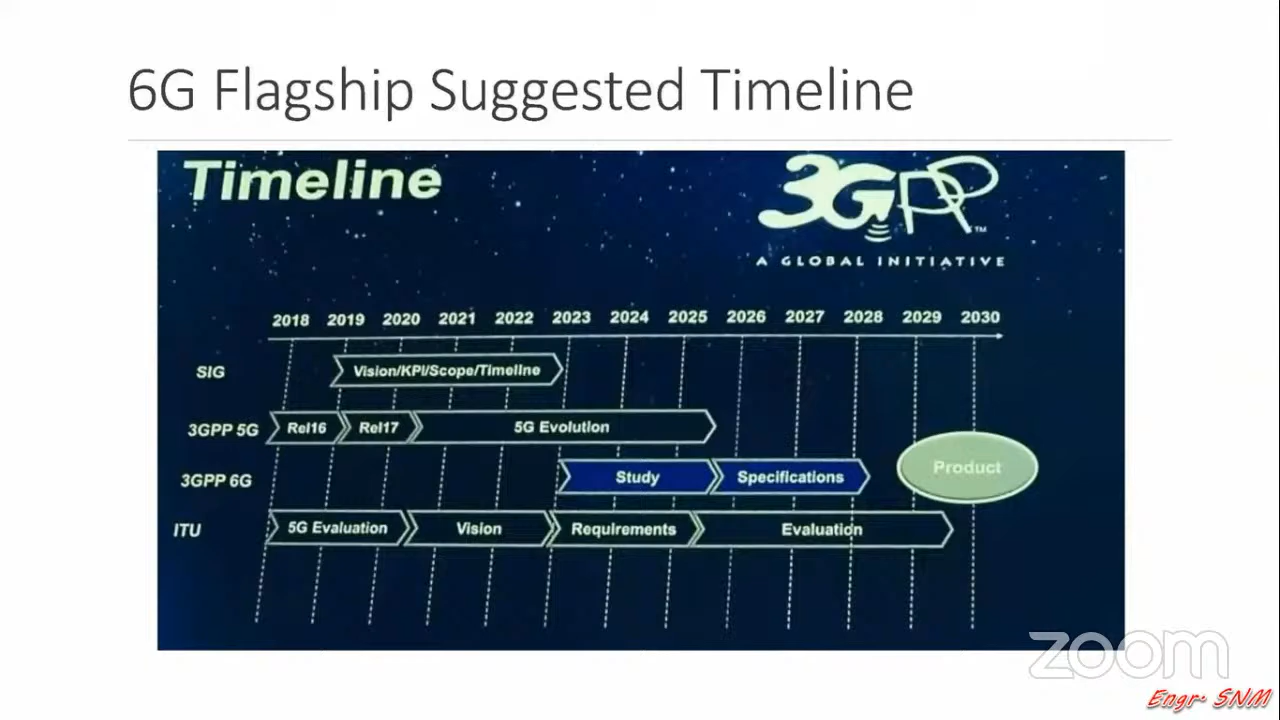 6G Flagship Suggested Timeline
Timeline
3GPP™
A GLOBAL INITIATIVE
2018 2019 2020 2021 2022 2023 2024 2025 2026 2027 2028 2029 2030
SIG Vision/KPI/Scope/Timeline
3GPP 5G Rel16 Rel17 5G Evolution
3GPP 6G Study Specifications Product
ITU 5G Evaluation Vision Requirements Evaluation
zoom
Engr. SNM